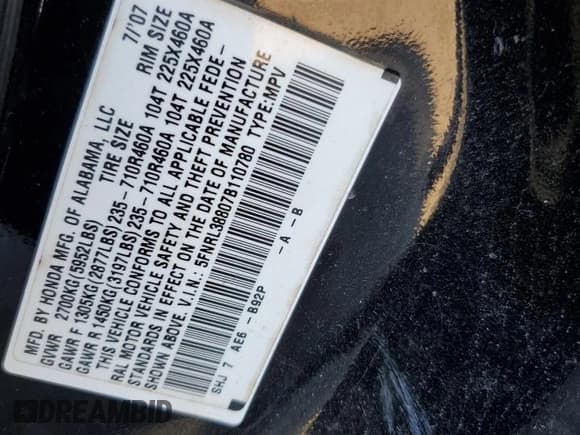 MFD. BY HONDA MFG. OF ALABAMA, LLC 7/'07
GVWR 2700KG(5952LBS) TIRE SIZE RIM SIZE
GAWR F 1305KG(2877LBS) 235-710R460A 104T 225X460A
GAWR R 1450KG(3197LBS) 235-710R460A 104T 225X460A
THIS VEHICLE CONFORMS TO ALL APPLICABLE FEDE-
RAL MOTOR VEHICLE SAFETY AND THEFT PREVENTION
STANDARDS IN EFFECT ON THE DATE OF MANUFACTURE
SHOWN ABOVE. V.I.N.: 5FNRL38807B110780 TYPE:MPV
SHJ 7 AE6 - B92P - A - B
DREAMBID